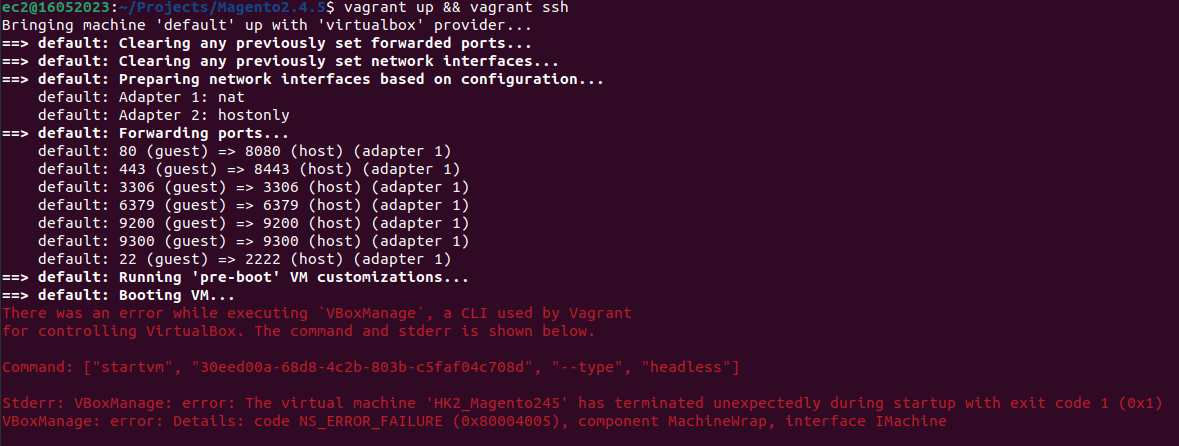 ec2@16052023:~/Projects/Magento2.4.5$ vagrant up && vagrant ssh
Bringing machine 'default' up with 'virtualbox' provider...
==> default: Clearing any previously set forwarded ports...
==> default: Clearing any previously set network interfaces...
==> default: Preparing network interfaces based on configuration...
    default: Adapter 1: nat
    default: Adapter 2: hostonly
==> default: Forwarding ports...
    default: 80 (guest) => 8080 (host) (adapter 1)
    default: 443 (guest) => 8443 (host) (adapter 1)
    default: 3306 (guest) => 3306 (host) (adapter 1)
    default: 6379 (guest) => 6379 (host) (adapter 1)
    default: 9200 (guest) => 9200 (host) (adapter 1)
    default: 9300 (guest) => 9300 (host) (adapter 1)
    default: 22 (guest) => 2222 (host) (adapter 1)
==> default: Running 'pre-boot' VM customizations...
==> default: Booting VM...
There was an error while executing `VBoxManage`, a CLI used by Vagrant
for controlling VirtualBox. The command and stderr is shown below.

Command: ["startvm", "30eed00a-68d8-4c2b-803b-c5faf04c708d", "--type", "headless"]

Stderr: VBoxManage: error: The virtual machine 'HK2_Magento245' has terminated unexpectedly during startup with exit code 1 (0x1)
VBoxManage: error: Details: code NS_ERROR_FAILURE (0x80004005), component MachineWrap, interface IMachine